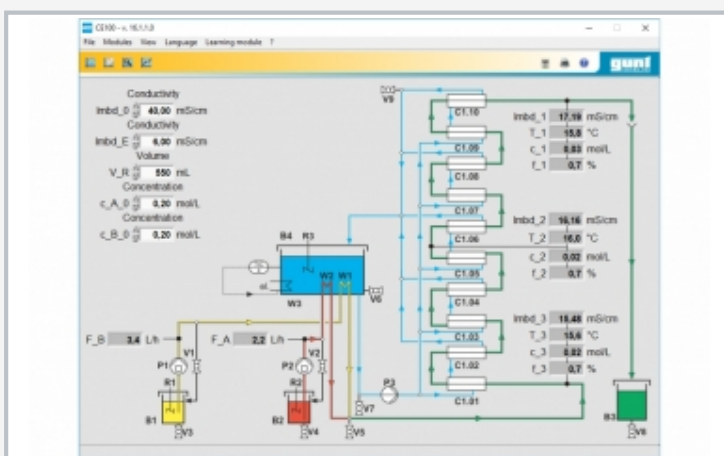 CE100 - v. 16.1.1.0
File Modules View Language Learning module ?
gunt
Conductivity
lmbd_0 40,00 mS/cm
Conductivity
lmbd_E 6,00 mS/cm
Volume
V_R 550 mL
Concentration
c_A_0 0,20 mol/L
Concentration
c_B_0 0,20 mol/L
V9
C1.10
C1.09
C1.08
C1.07
C1.06
C1.05
C1.04
C1.03
C1.02
C1.01
lmbd_1 17,19 mS/cm
T_1 15,8 °C
c_1 0,03 mol/L
f_1 0,7 %
lmbd_2 16,16 mS/cm
T_2 16,0 °C
c_2 0,02 mol/L
f_2 0,7 %
lmbd_3 15,48 mS/cm
T_3 15,6 °C
c_3 0,02 mol/L
f_3 0,7 %
B4 R3
W2 W1
W3
V6
F_B 3,4 L/h
F_A 2,2 L/h
V1
P1
R1
B1
V3
V2
P2
R2
B2
V4
V5
V7
P3
B3
V8